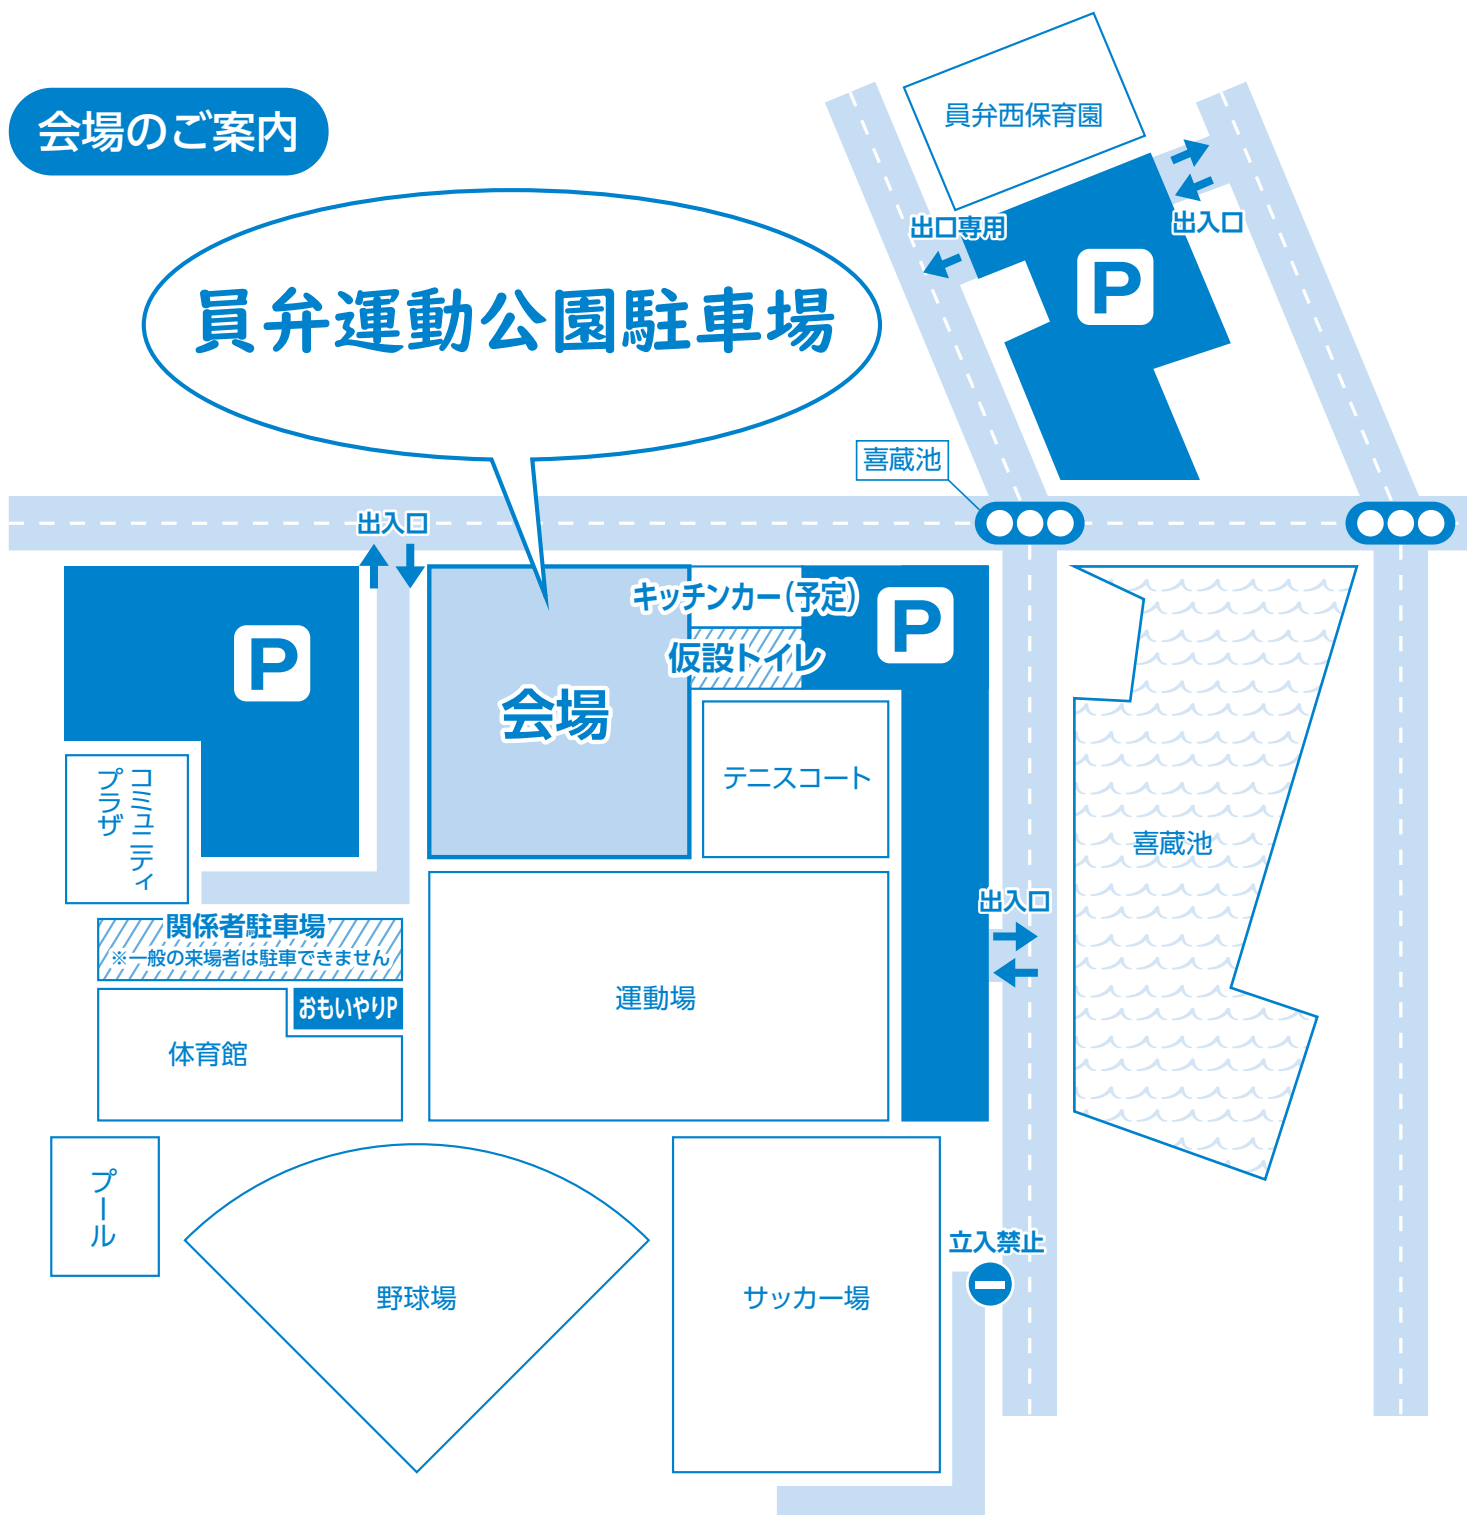 会場のご案内
員弁西保育園
出口専用
出入口
P
員弁運動公園駐車場
喜蔵池
出入口
キッチンカー(予定)
仮設トイレ
P
P
会場
テニスコート
コミュニティ
プラザ
喜蔵池
出入口
関係者駐車場
※一般の来場者は駐車できません
おもいやりP
体育館
運動場
プール
野球場
サッカー場
立入禁止